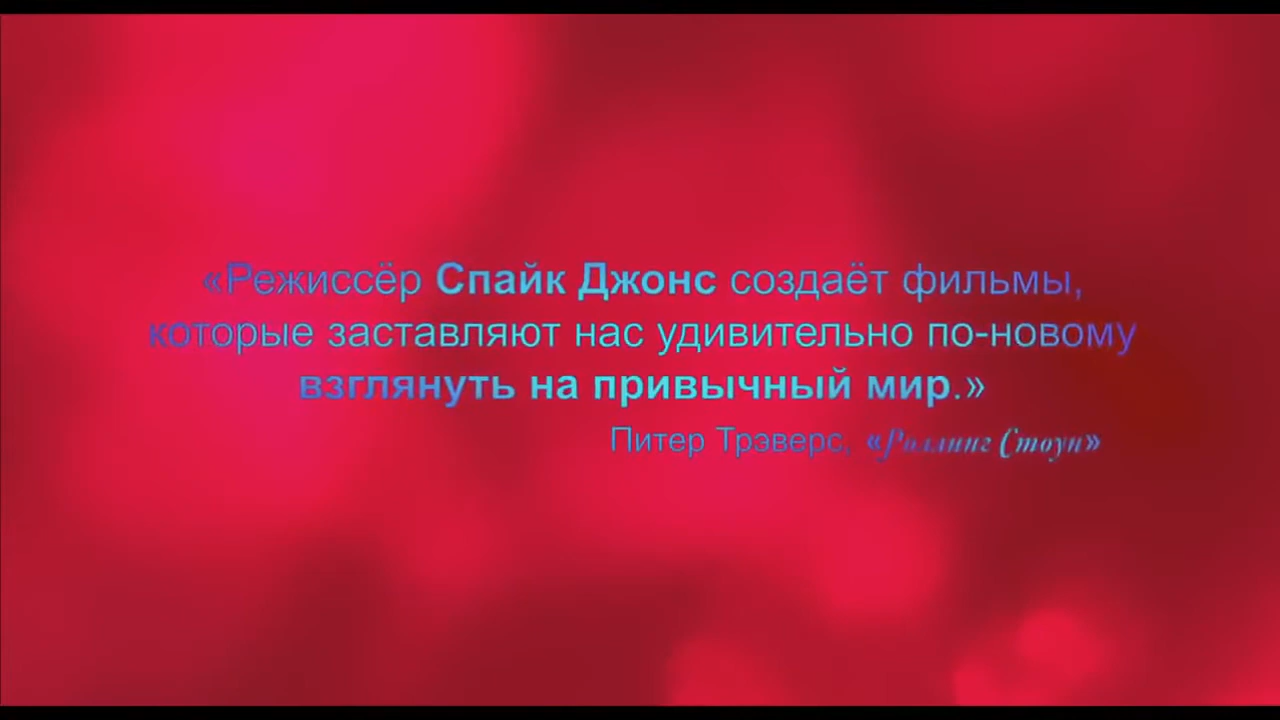 «Режиссёр Спайк Джонс создаёт фильмы,
которые заставляют нас удивительно по-новому
взглянуть на привычный мир.»
Питер Трэверс, «Роллинг Стоун»